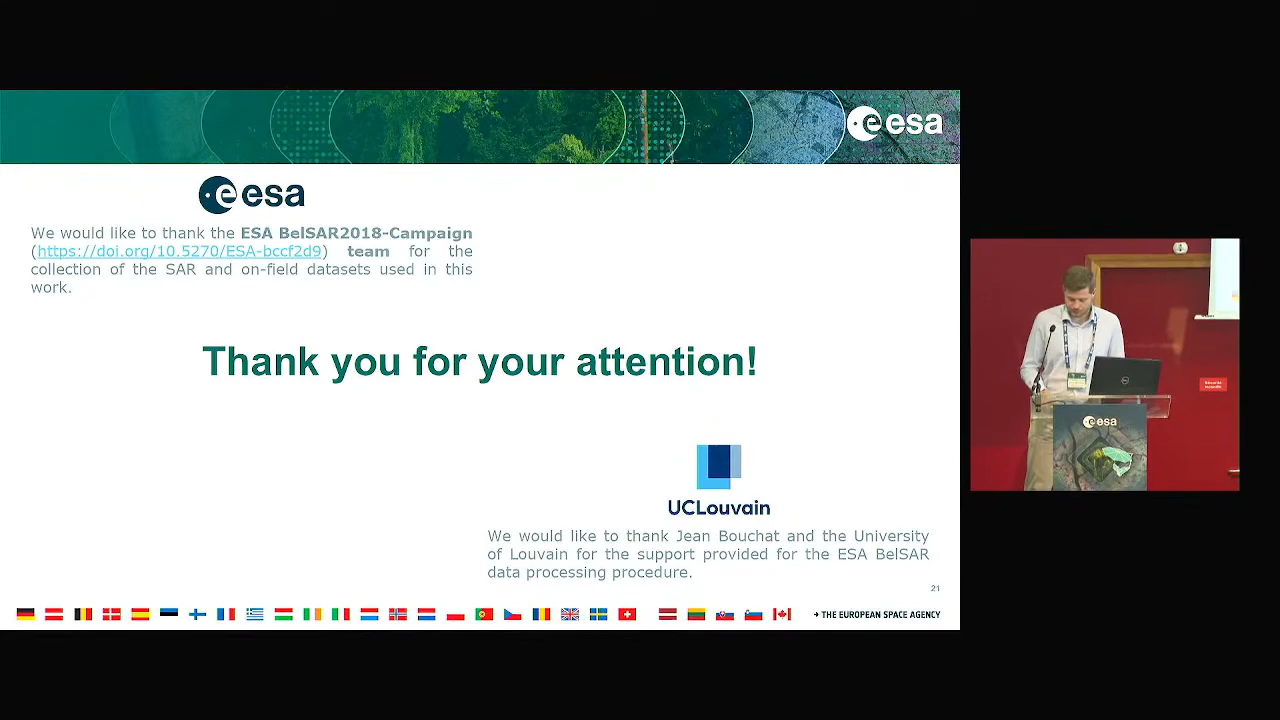 esa
esa
We would like to thank the ESA BelSAR2018-Campaign
(https://doi.org/10.5270/ESA-bccf2d9) team for the
collection of the SAR and on-field datasets used in this
work.
Thank you for your attention!
UCLouvain
We would like to thank Jean Bouchat and the University
of Louvain for the support provided for the ESA BelSAR
data processing procedure.
21
→ THE EUROPEAN SPACE AGENCY
esa